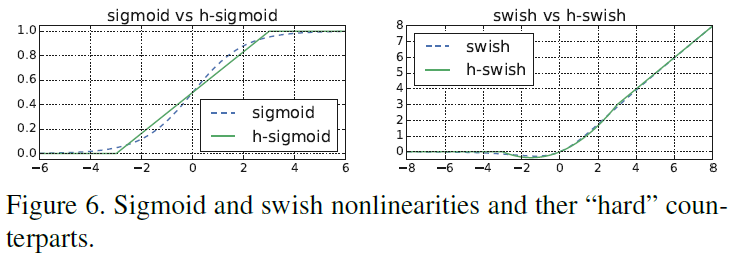 sigmoid vs h-sigmoid
1.0
0.8
0.6
0.4
0.2
0.0
−6 −4 −2 0 2 4 6
sigmoid
h-sigmoid
swish vs h-swish
8
7
6
5
4
3
2
1
0
−8 −6 −4 −2 0 2 4 6 8
swish
h-swish
Figure 6. Sigmoid and swish nonlinearities and ther “hard” coun-
terparts.